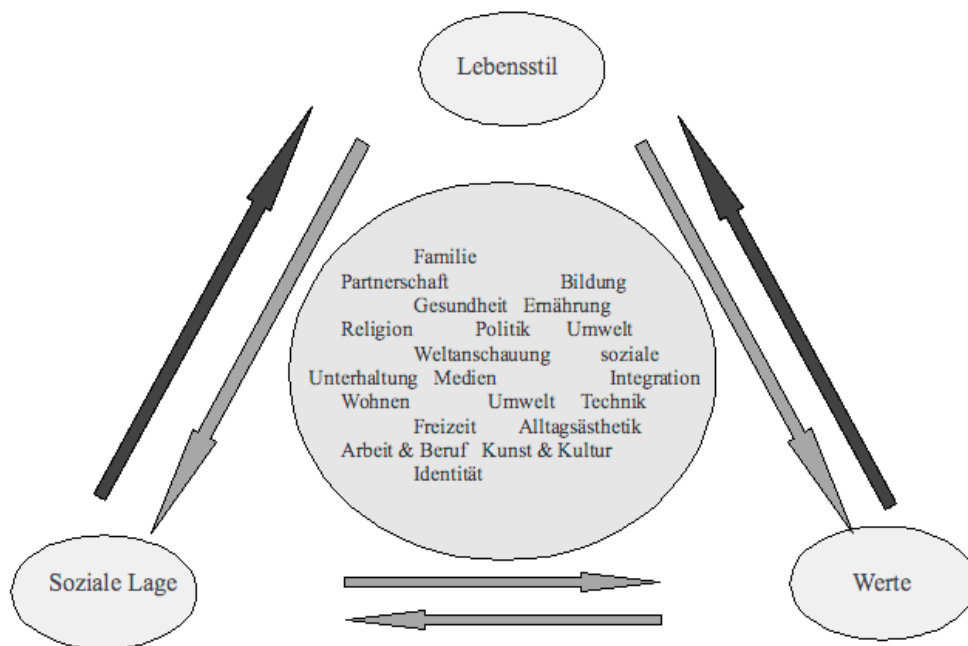 Lebensstil
Familie
Partnerschaft Bildung
Gesundheit Ernährung
Religion Politik Umwelt
Weltanschauung soziale
Unterhaltung Medien Integration
Wohnen Umwelt Technik
Freizeit Alltagsästhetik
Arbeit & Beruf Kunst & Kultur
Identität
Soziale Lage
Werte